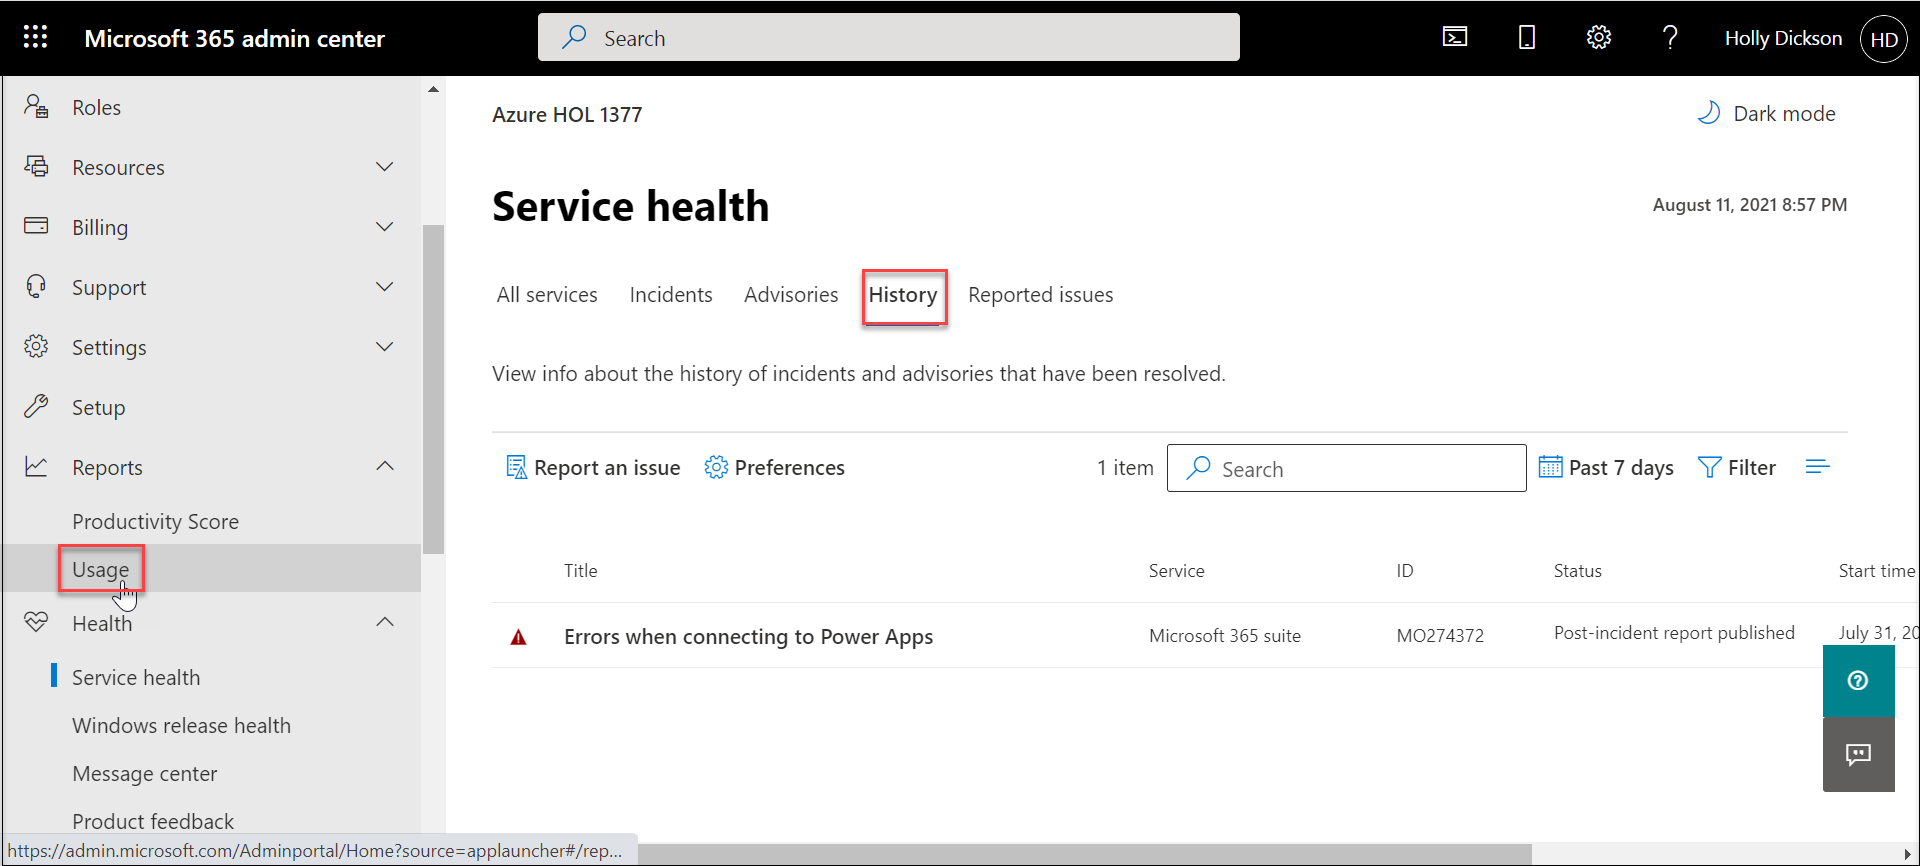 Microsoft 365 admin center
Search
Holly Dickson
HD
Roles
Resources
Billing
Support
Settings
Setup
Reports
Productivity Score
Usage
Health
Service health
Windows release health
Message center
Product feedback
https://admin.microsoft.com/Adminportal/Home?source=applauncher#/rep...
Azure HOL 1377
Dark mode
Service health
August 11, 2021 8:57 PM
All services Incidents Advisories History Reported issues
View info about the history of incidents and advisories that have been resolved.
Report an issue Preferences 1 item Search Past 7 days Filter
Title Service ID Status Start time
Errors when connecting to Power Apps Microsoft 365 suite MO274372 Post-incident report published July 31, 20